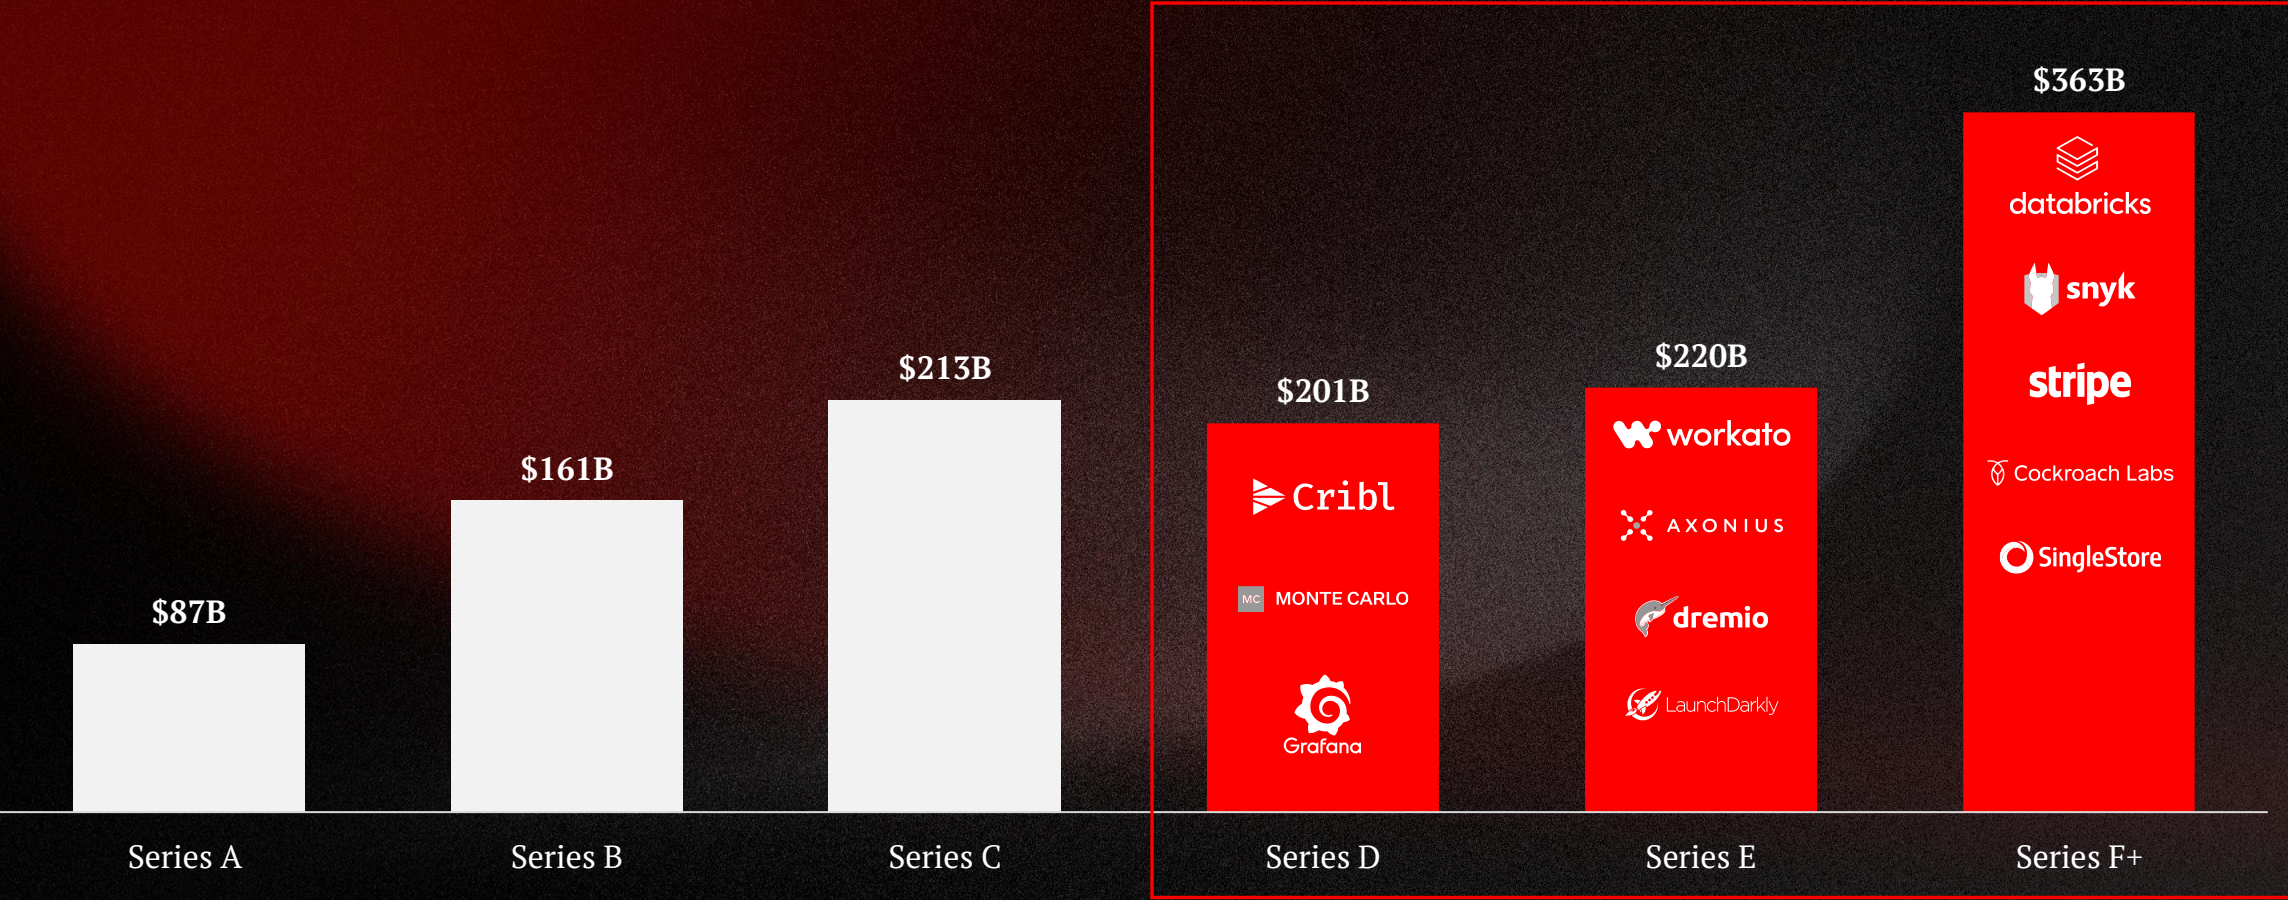 $87B
$161B
$213B
$201B
$220B
$363B
Cribl
MC MONTE CARLO
Grafana
workato
AXONIUS
dremio
LaunchDarkly
databricks
snyk
stripe
Cockroach Labs
SingleStore
Series A
Series B
Series C
Series D
Series E
Series F+